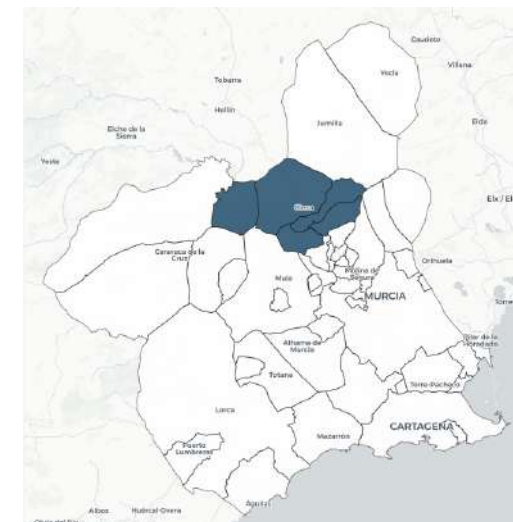 Caudete
Yecla
Villena
Tobarra
Hellín
Jumilla
Elda
Elche de la
Sierra
Yeste
Cieza
Elx / El
Caravaca de la
Cruz
Orihuela
Mula
Molina de
Segura
MURCIA
Torre
Alhama de
Murcia
Pilar de la
Horadada
Totana
Torre-Pacheco
Lorca
CARTAGENA
Mazarrón
Puerto
Lumbreras
Águilas
Albox
Huércal-Overa